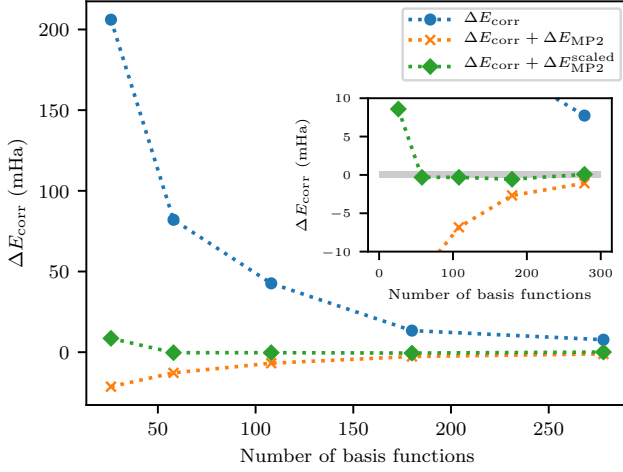 ΔE_corr
ΔE_corr + ΔE_MP2
ΔE_corr + ΔE_MP2^scaled
ΔE_corr (mHa)
200
150
100
50
0
50
100
150
200
250
Number of basis functions
ΔE_corr (mHa)
10
5
0
−5
−10
0
100
200
300
Number of basis functions